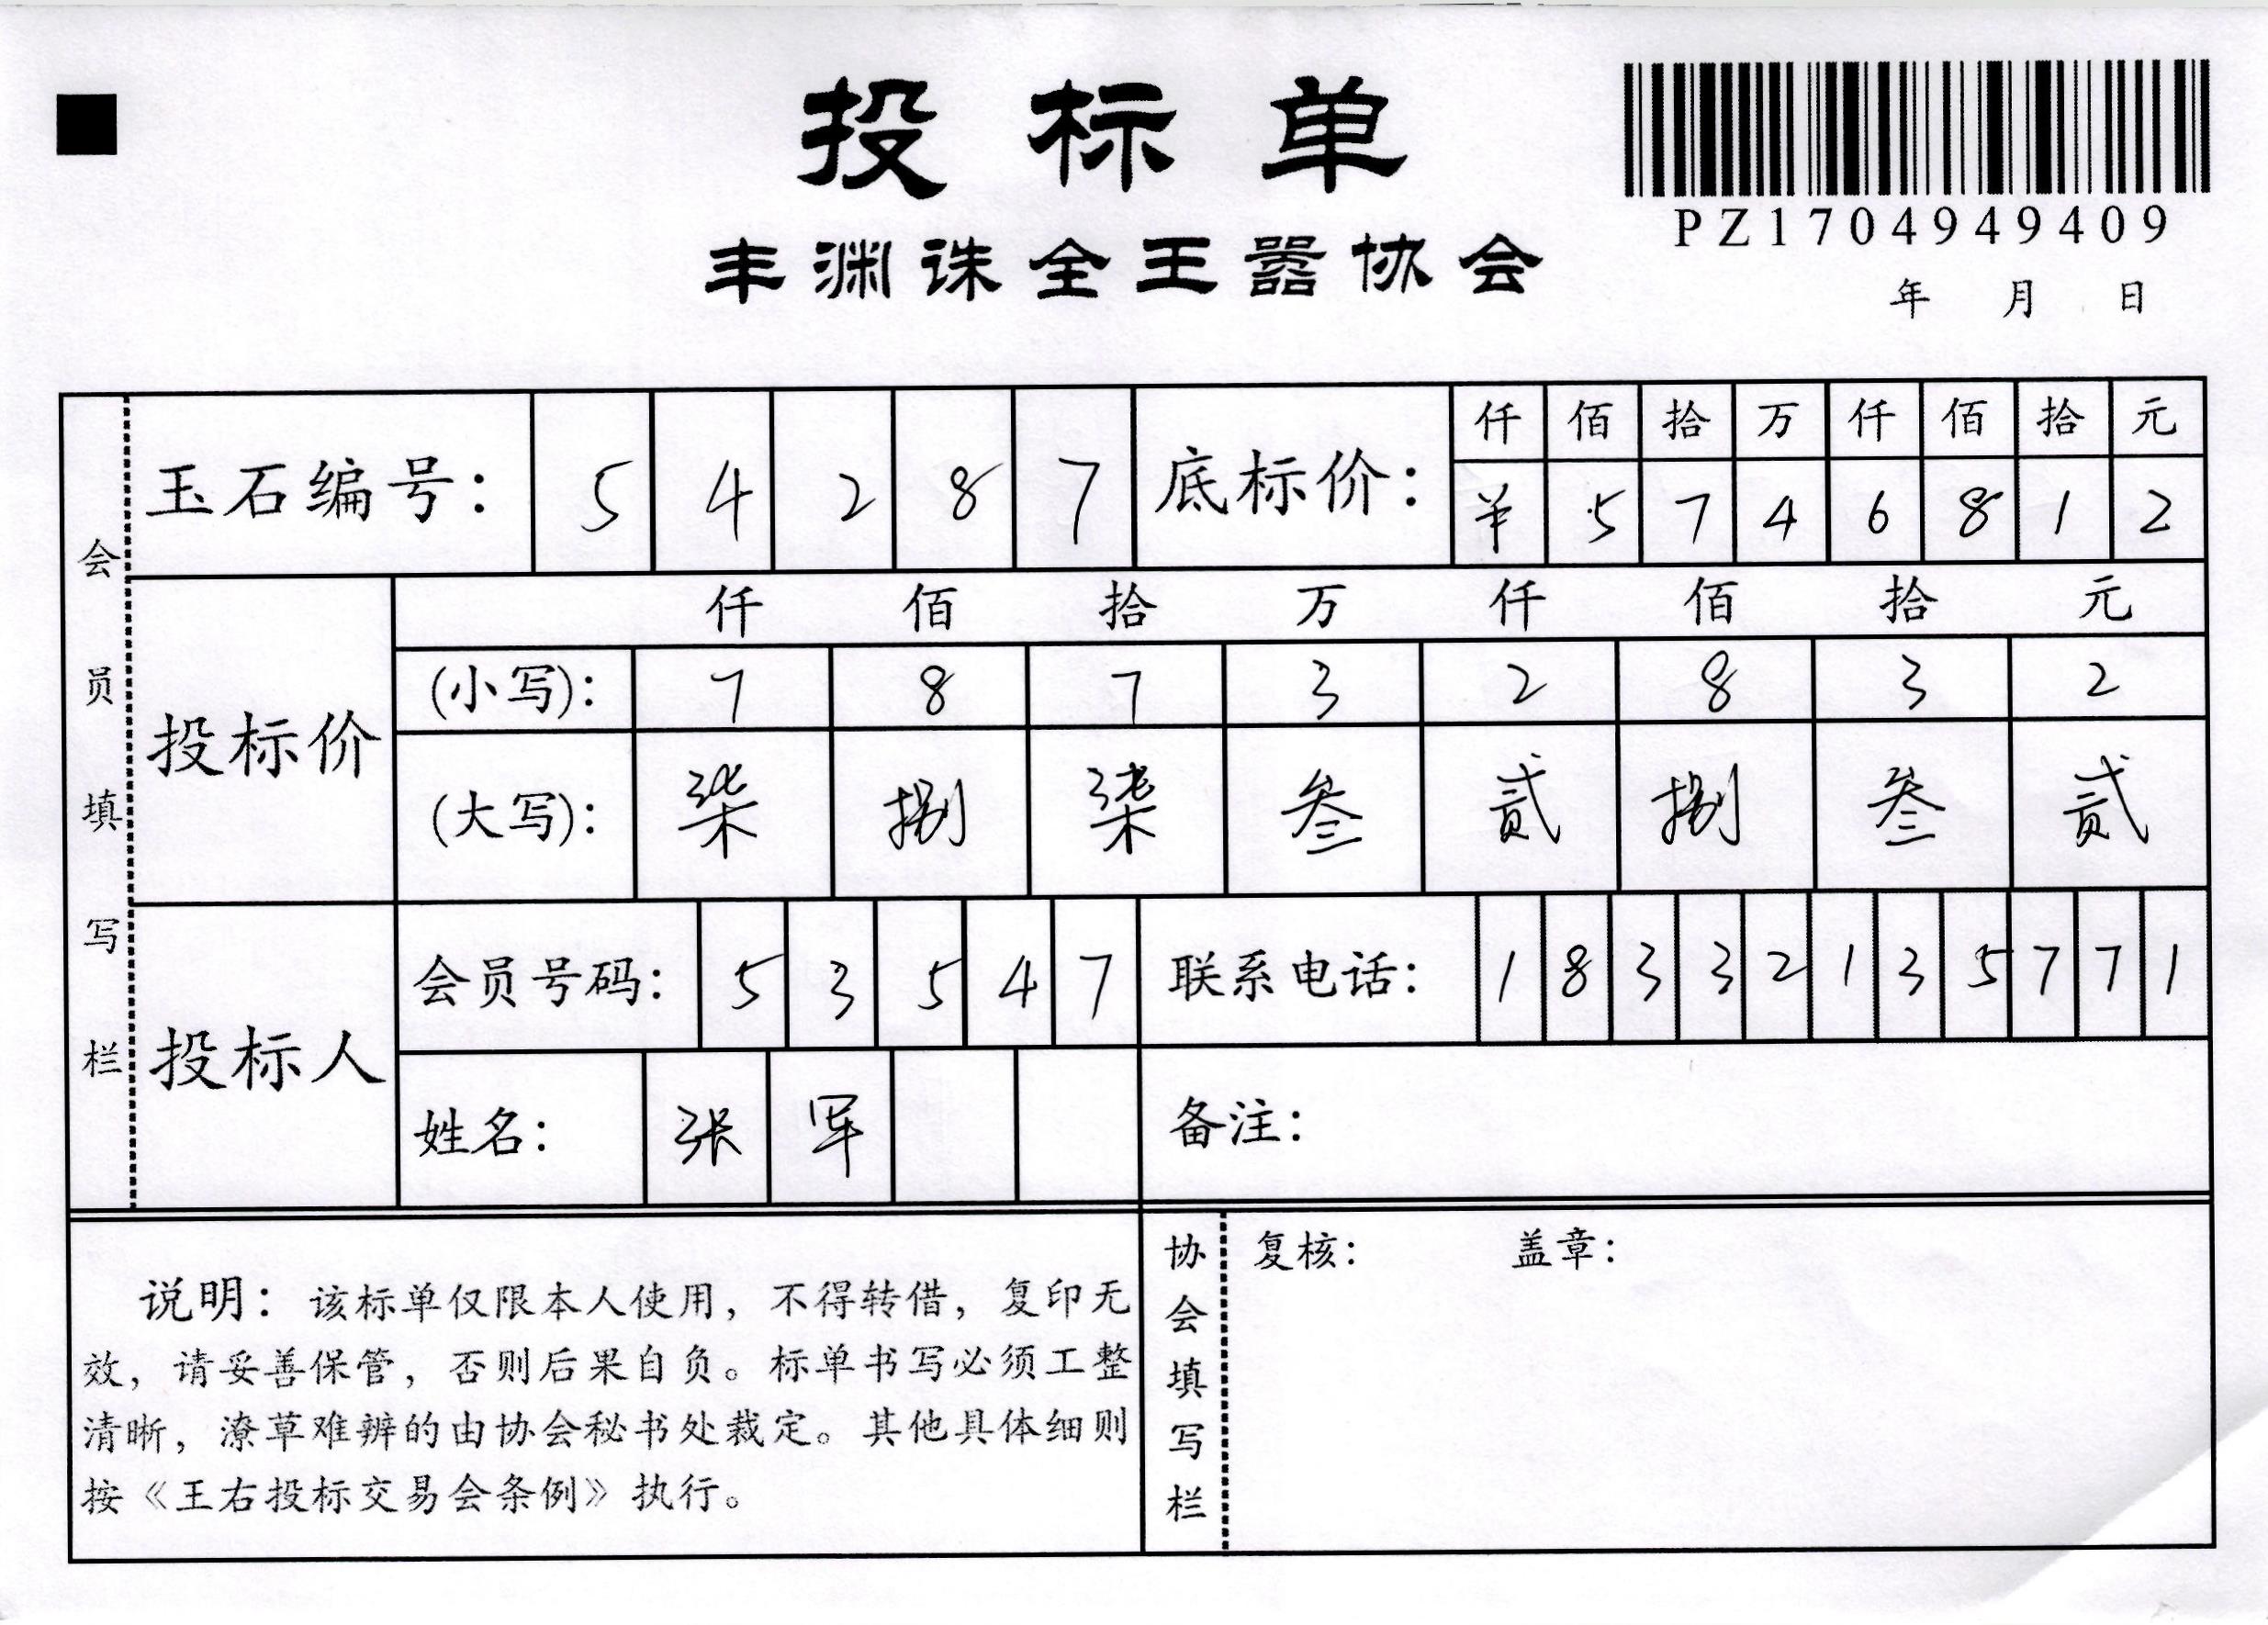 投标单
PZ1704949409
丰渊诛全王嚣协会
年 月 日
会员填写栏
玉石编号： 5 4 2 8 7
底标价： 仟 佰 拾 万 仟 佰 拾 元
¥ 5 7 4 6 8 1 2
投标价
仟 佰 拾 万 仟 佰 拾 元
(小写)： 7 8 7 3 2 8 3 2
(大写)： 柒 捌 柒 叁 贰 捌 叁 贰
投标人
会员号码： 5 3 5 4 7
联系电话： 1 8 3 3 2 1 3 5 7 7 1
姓名： 张 军
备注：
说明：该标单仅限本人使用，不得转借，复印无
效，请妥善保管，否则后果自负。标单书写必须工整
清晰，潦草难辨的由协会秘书处裁定。其他具体细则
按《王右投标交易会条例》执行。
协会填写栏
复核： 盖章：